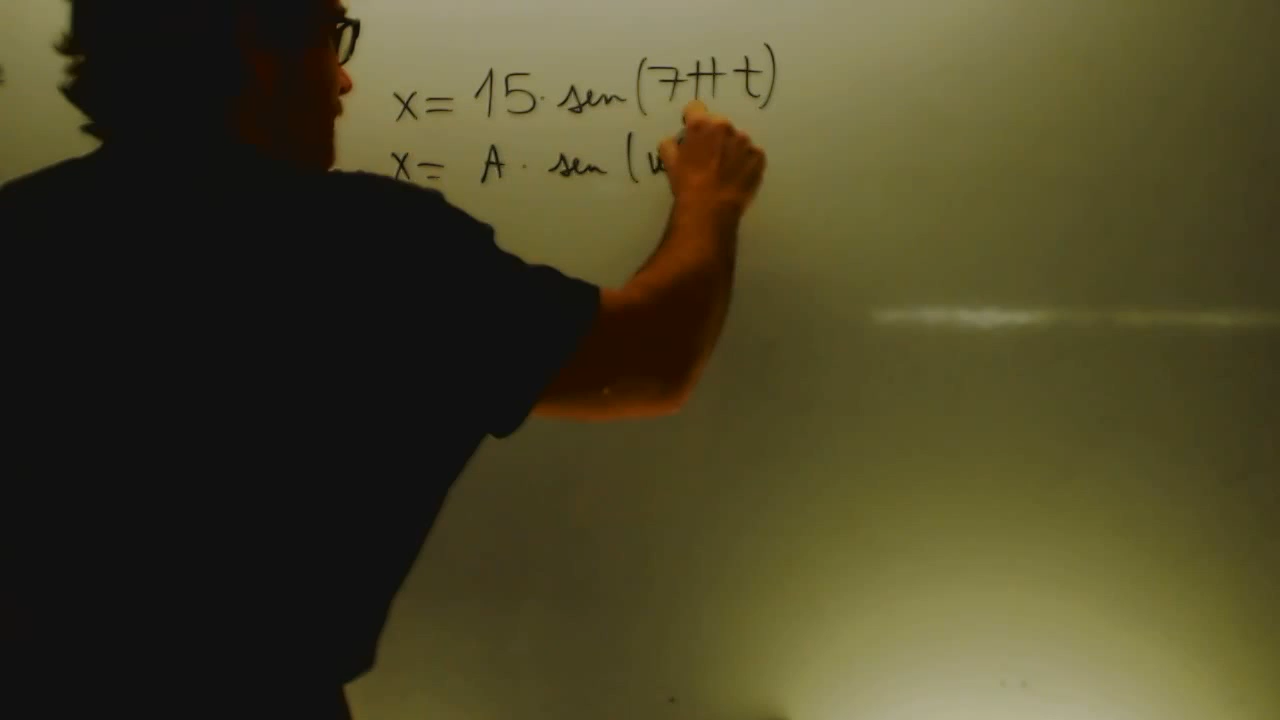 x = 15 · sen (7π t)
x = A · sen (w